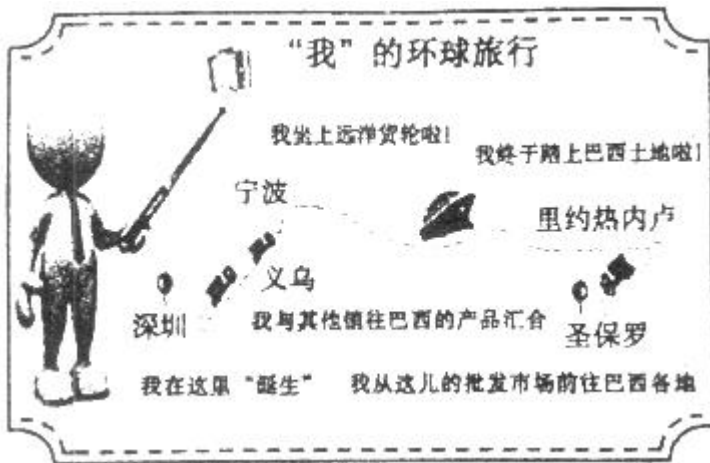 “我”的环球旅行
我坐上远洋货轮啦!
我终于踏上巴西土地啦!
宁波
里约热内卢
义乌
深圳
我与其他销往巴西的产品汇合
圣保罗
我在这里“诞生”
我从这儿的批发市场前往巴西各地